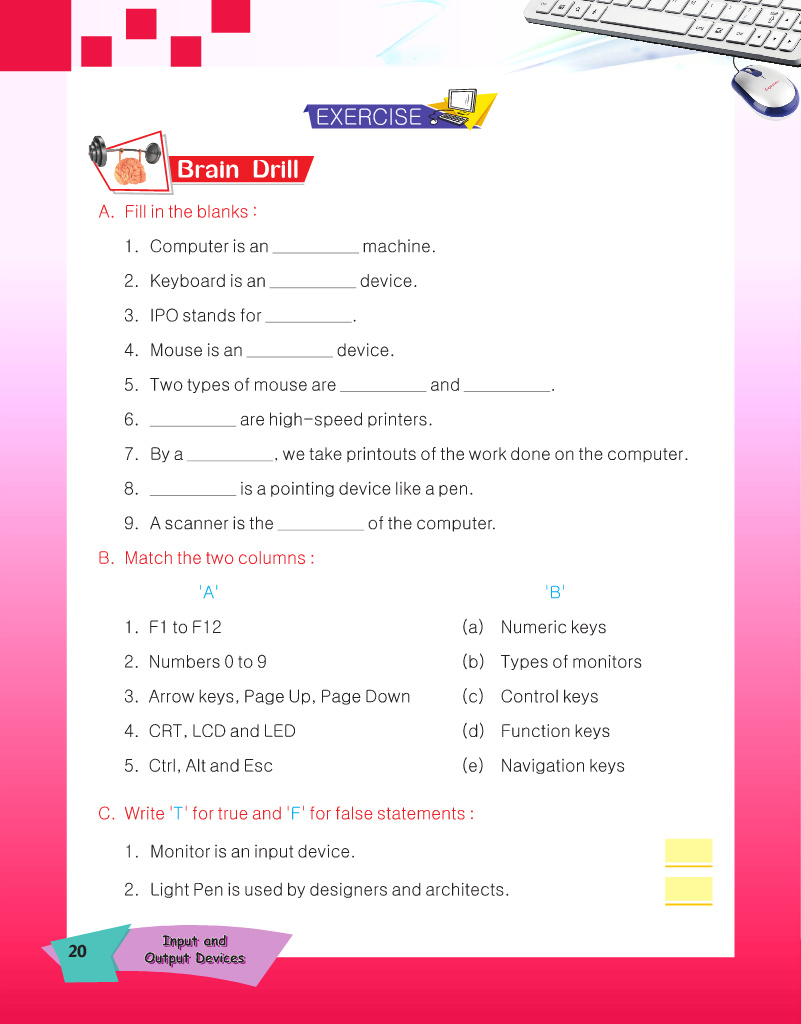 EXERCISE
Brain Drill
A. Fill in the blanks :
1. Computer is an __________ machine.
2. Keyboard is an __________ device.
3. IPO stands for __________.
4. Mouse is an __________ device.
5. Two types of mouse are __________ and __________.
6. __________ are high-speed printers.
7. By a __________, we take printouts of the work done on the computer.
8. __________ is a pointing device like a pen.
9. A scanner is the __________ of the computer.
B. Match the two columns :
'A' 'B'
1. F1 to F12 (a) Numeric keys
2. Numbers 0 to 9 (b) Types of monitors
3. Arrow keys, Page Up, Page Down (c) Control keys
4. CRT, LCD and LED (d) Function keys
5. Ctrl, Alt and Esc (e) Navigation keys
C. Write 'T' for true and 'F' for false statements :
1. Monitor is an input device.
2. Light Pen is used by designers and architects.
20
Input and
Output Devices